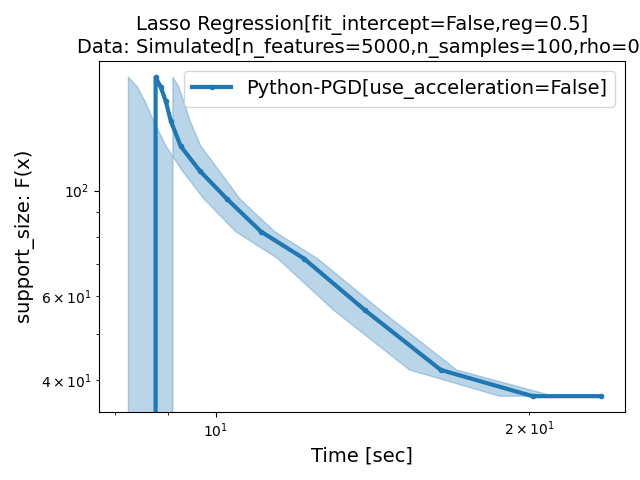 Lasso Regression[fit_intercept=False,reg=0.5]
Data: Simulated[n_features=5000,n_samples=100,rho=0
Python-PGD[use_acceleration=False]
support_size: F(x)
10²
6 × 10¹
4 × 10¹
10¹
2 × 10¹
Time [sec]